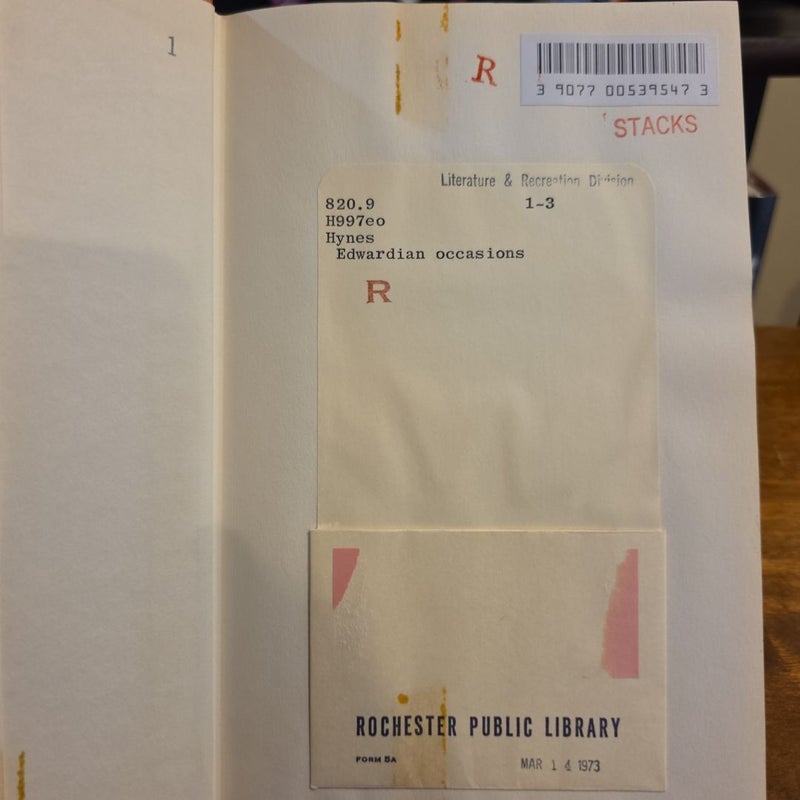 1
R
3 9077 00539547 3
STACKS
Literature & Recreation Division
820.9 1-3
H997eo
Hynes
Edwardian occasions
R
ROCHESTER PUBLIC LIBRARY
FORM 5A MAR 14 1973